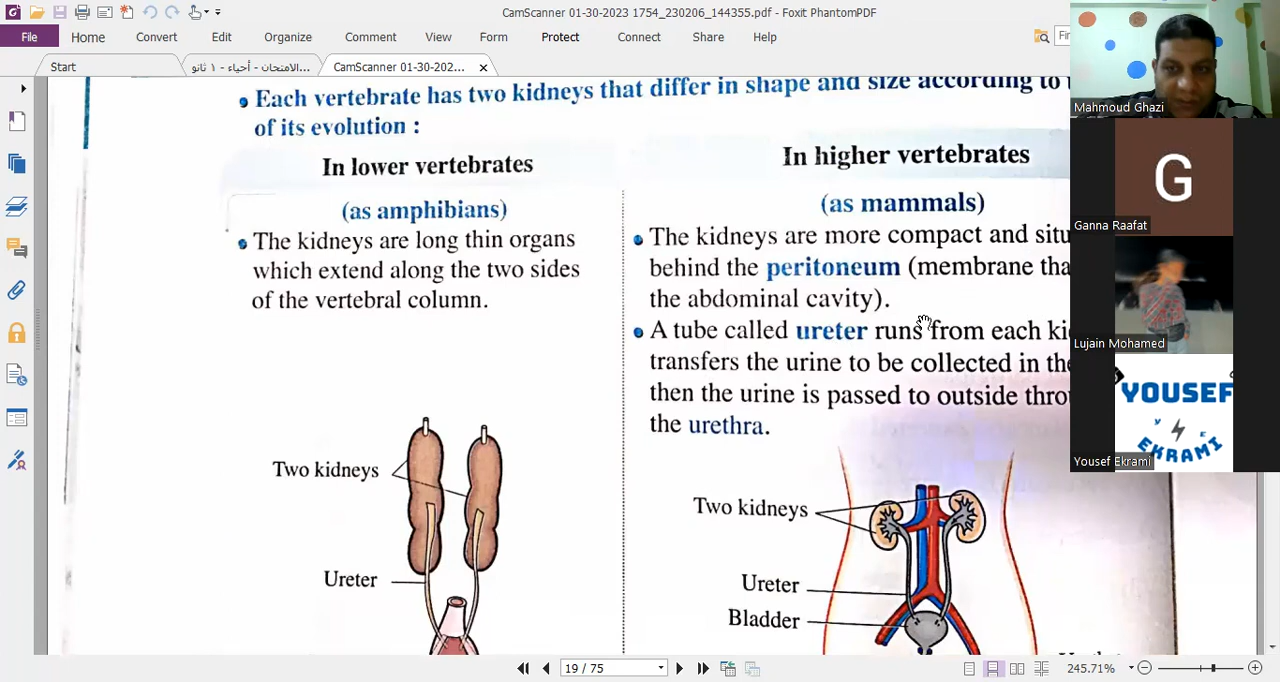 CamScanner 01-30-2023 1754_230206_144355.pdf - Foxit PhantomPDF
File Home Convert Edit Organize Comment View Form Protect Connect Share Help
Start
...الامتحان - أحياء - ١ ثانو
CamScanner 01-30-202...
Each vertebrate has two kidneys that differ in shape and size according to
of its evolution :
In lower vertebrates
(as amphibians)
The kidneys are long thin organs
which extend along the two sides
of the vertebral column.
Two kidneys
Ureter
In higher vertebrates
(as mammals)
The kidneys are more compact and situ
behind the peritoneum (membrane tha
the abdominal cavity).
A tube called ureter runs from each ki
transfers the urine to be collected in the
then the urine is passed to outside thro
the urethra.
Two kidneys
Ureter
Bladder
Mahmoud Ghazi
G
Ganna Raafat
Lujain Mohamed
YOUSEF
Y E
EKRAMI
Yousef Ekrami
19 / 75
245.71%